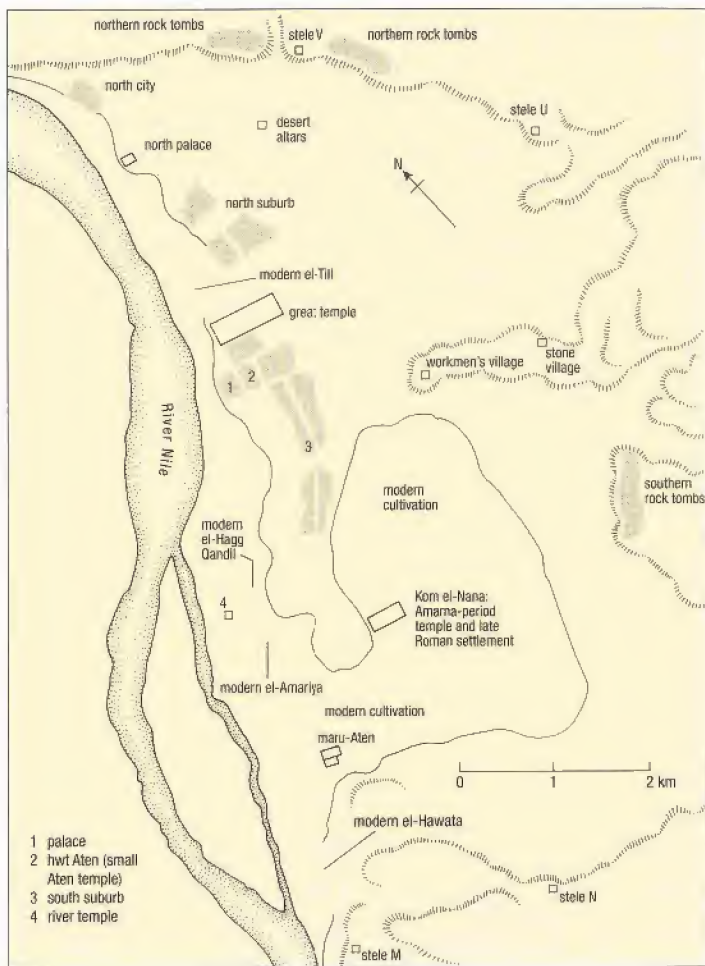 northern rock tombs
stele V
northern rock tombs
north city
stele U
desert
altars
north palace
N
north suburb
modern el-Till
great temple
stone
village
workmen's village
1
2
River Nile
3
modern
cultivation
southern
rock tombs
modern
el-Hagg
Qandil
4
Kom el-Nana:
Amarna-period
temple and late
Roman settlement
modern el-Amariya
modern cultivation
maru-Aten
0 1 2 km
modern el-Hawata
1 palace
2 hwt Aten (small
Aten temple)
3 south suburb
4 river temple
stele N
stele M